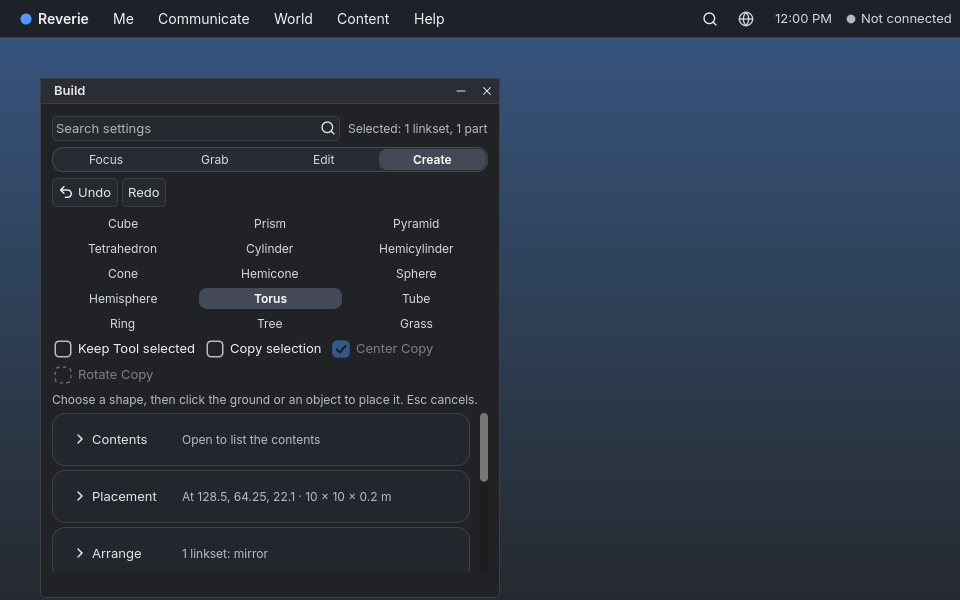 Reverie Me Communicate World Content Help 12:00 PM Not connected
Build
Search settings Selected: 1 linkset, 1 part
Focus Grab Edit Create
Undo Redo
Cube Prism Pyramid
Tetrahedron Cylinder Hemicylinder
Cone Hemicone Sphere
Hemisphere Torus Tube
Ring Tree Grass
Keep Tool selected Copy selection Center Copy
Rotate Copy
Choose a shape, then click the ground or an object to place it. Esc cancels.
Contents Open to list the contents
Placement At 128.5, 64.25, 22.1 · 10 × 10 × 0.2 m
Arrange 1 linkset: mirror